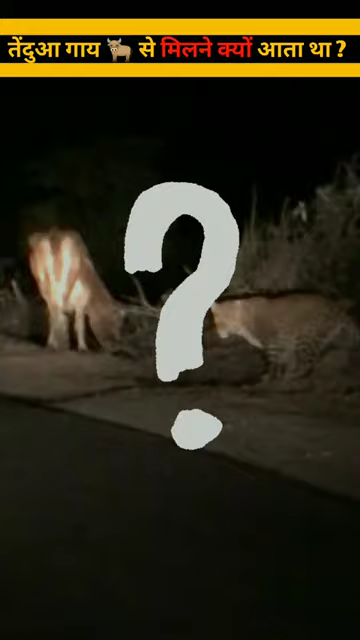 तेंदुआ गाय 🐂 से मिलने क्यों आता था ?
?